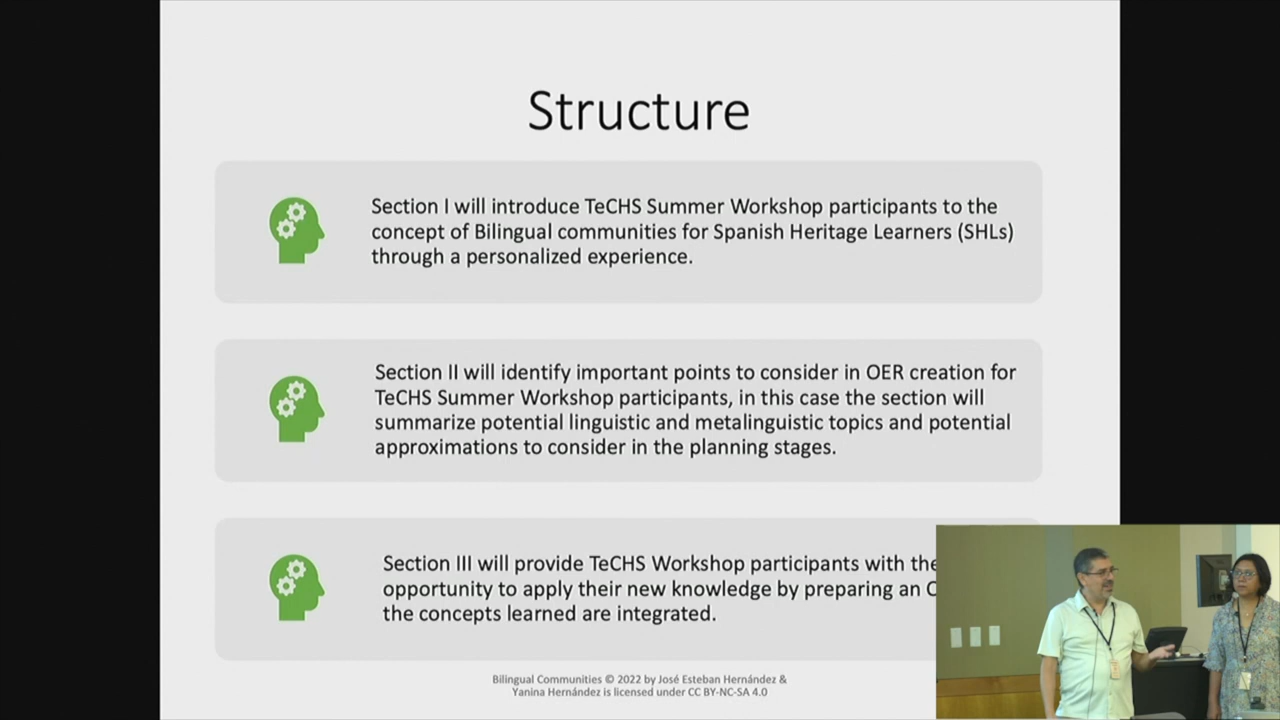 Structure
Section I will introduce TeCHS Summer Workshop participants to the
concept of Bilingual communities for Spanish Heritage Learners (SHLs)
through a personalized experience.
Section II will identify important points to consider in OER creation for
TeCHS Summer Workshop participants, in this case the section will
summarize potential linguistic and metalinguistic topics and potential
approximations to consider in the planning stages.
Section III will provide TeCHS Workshop participants with the
opportunity to apply their new knowledge by preparing an
the concepts learned are integrated.
Bilingual Communities © 2022 by José Esteban Hernández &
Yanina Hernández is licensed under CC BY-NC-SA 4.0